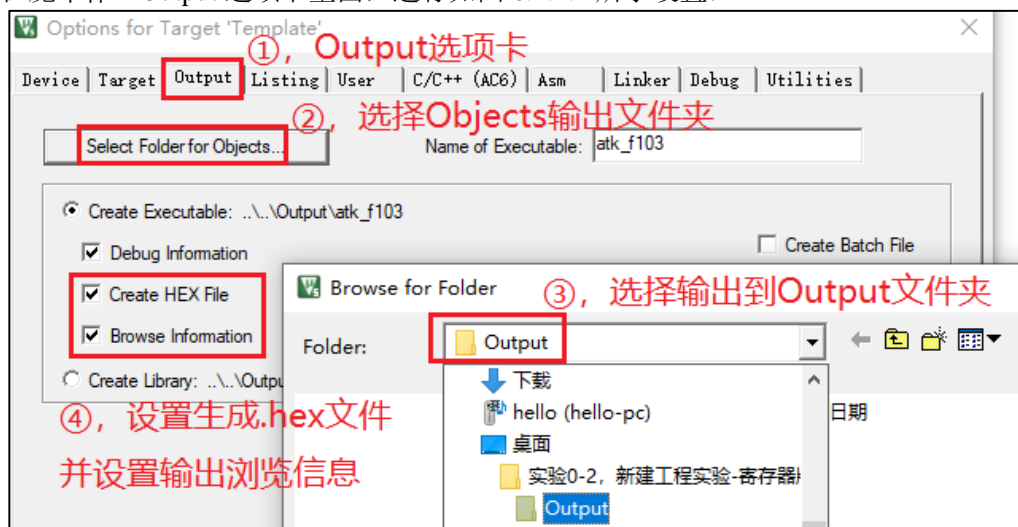 Options for Target 'Template'
①，Output选项卡
Device Target Output Listing User C/C++ (AC6) Asm Linker Debug Utilities
②，选择Objects输出文件夹
Select Folder for Objects... Name of Executable: atk_f103
Create Executable: ..\..\Output\atk_f103
Debug Information Create Batch File
Create HEX File
Browse for Folder
③，选择输出到Output文件夹
Browse Information
Folder: Output
Create Library: ..\..\Outpu
下载
④，设置生成.hex文件
hello (hello-pc) 日期
桌面
并设置输出浏览信息
实验0-2，新建工程实验-寄存器
Output